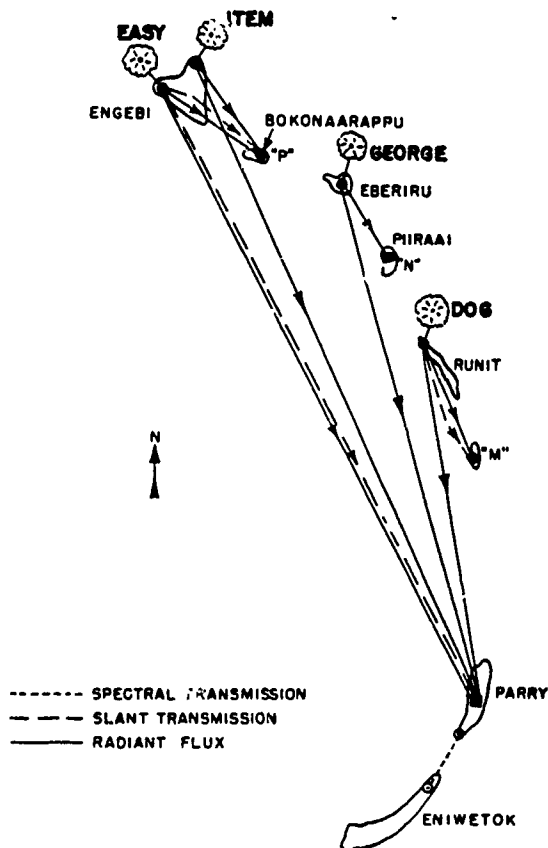 EASY
ITEM
ENGEBI
BOKONAARAPPU
"P"
GEORGE
EBERIRU
PIIRAAI
"N"
DOG
RUNIT
"M"
N
PARRY
SPECTRAL TRANSMISSION
SLANT TRANSMISSION
RADIANT FLUX
ENIWETOK